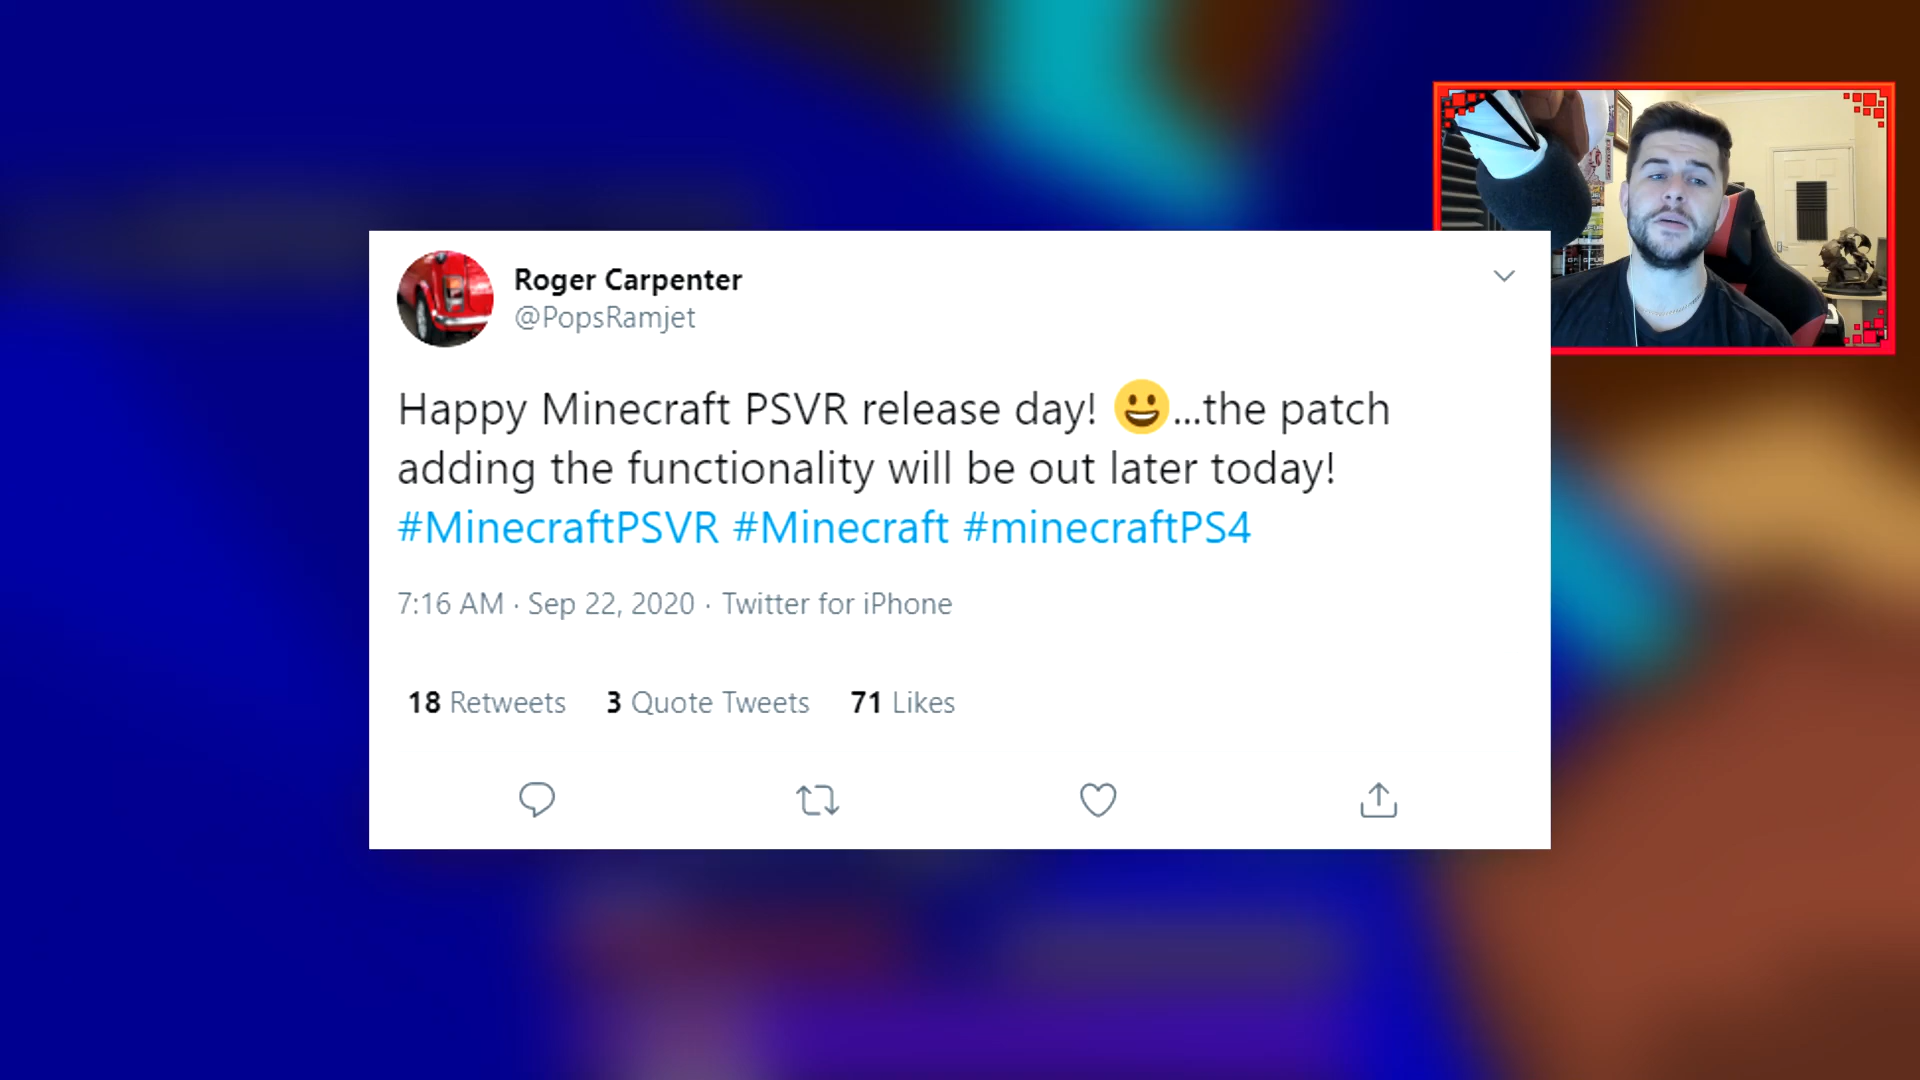 Roger Carpenter
@PopsRamjet
Happy Minecraft PSVR release day! 😀...the patch
adding the functionality will be out later today!
#MinecraftPSVR #Minecraft #minecraftPS4
7:16 AM · Sep 22, 2020 · Twitter for iPhone
18 Retweets 3 Quote Tweets 71 Likes